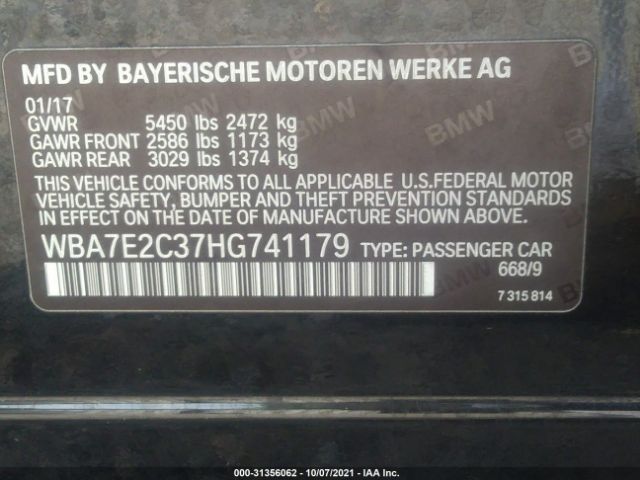 MFD BY BAYERISCHE MOTOREN WERKE AG
01/17
GVWR 5450 lbs 2472 kg
GAWR FRONT 2586 lbs 1173 kg
GAWR REAR 3029 lbs 1374 kg
THIS VEHICLE CONFORMS TO ALL APPLICABLE U.S.FEDERAL MOTOR
VEHICLE SAFETY, BUMPER AND THEFT PREVENTION STANDARDS
IN EFFECT ON THE DATE OF MANUFACTURE SHOWN ABOVE.
WBA7E2C37HG741179 TYPE: PASSENGER CAR
668/9
7 315 814
BMW
000-31356062 - 10/07/2021 - IAA Inc.